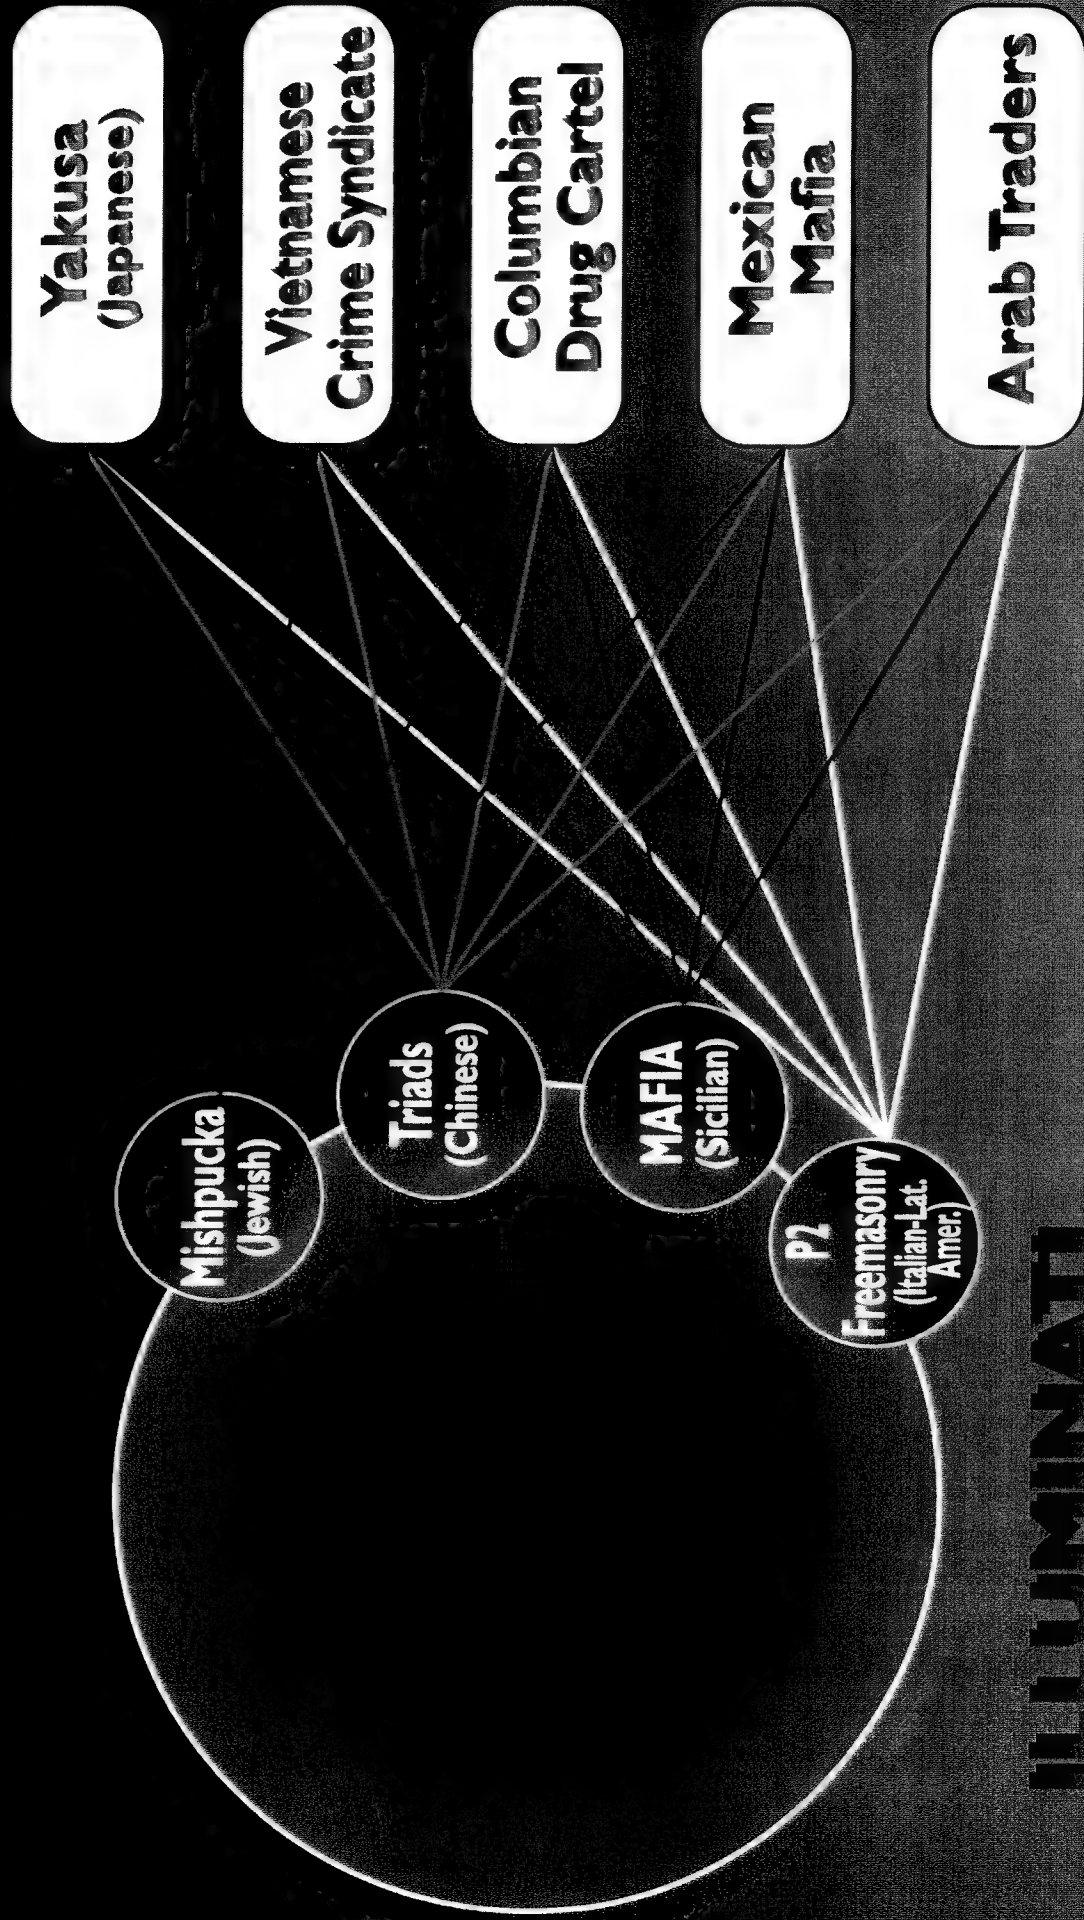 Yakusa
(Japanese)
Vietnamese
Crime Syndicate
Columbian
Drug Cartel
Mexican
Mafia
Arab Traders
Mishpucka
(Jewish)
Triads
(Chinese)
MAFIA
(Sicilian)
P2
Freemasonry
(Italian-Lat.
Amer.)
ILLUMINATI